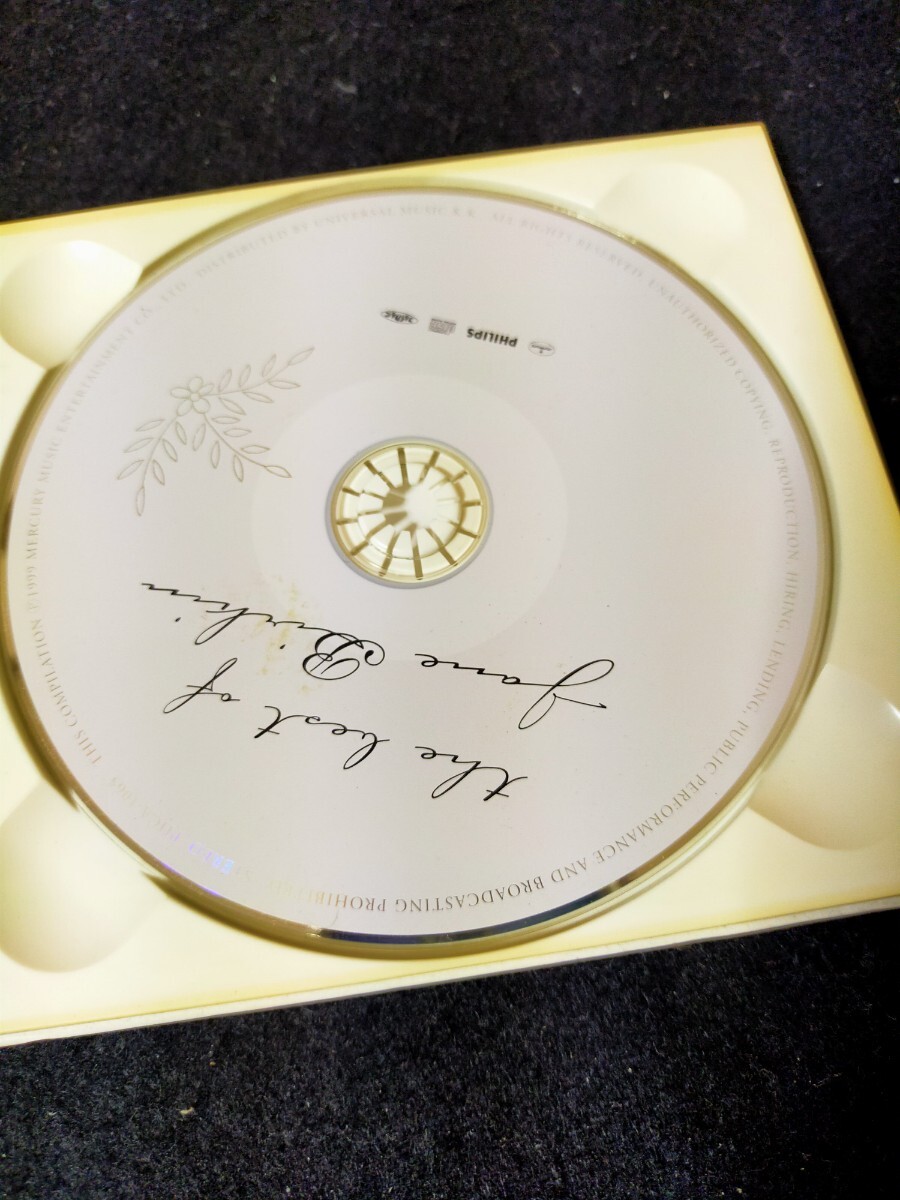 the best of
Jane Birkin
PHILIPS
THIS COMPILATION ℗1999 MERCURY MUSIC ENTERTAINMENT CO., LTD. DISTRIBUTED BY UNIVERSAL MUSIC K.K. ALL RIGHTS RESERVED. UNAUTHORIZED COPYING, REPRODUCTION, HIRING, LENDING, PUBLIC PERFORMANCE AND BROADCASTING PROHIBITED.